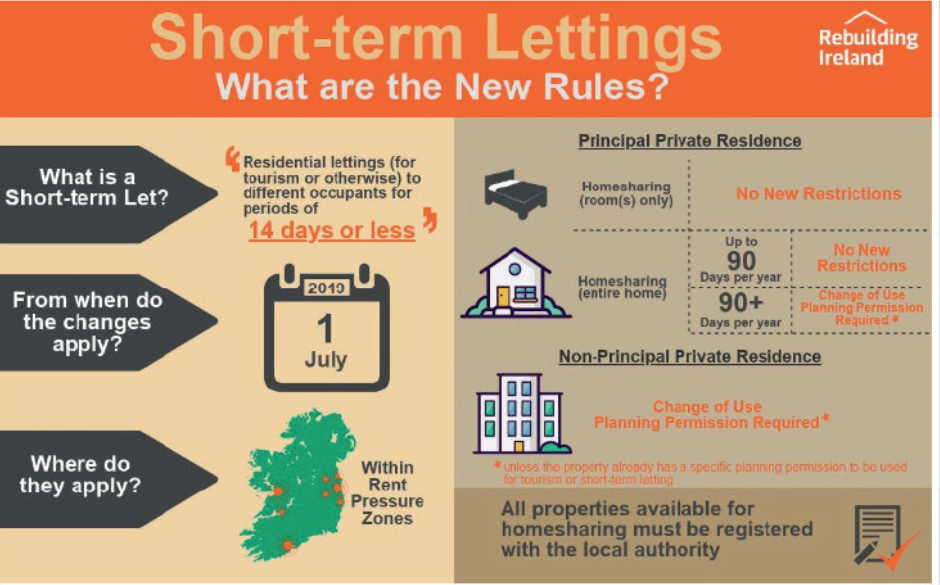 Short-term Lettings
What are the New Rules?
Rebuilding
Ireland
What is a
Short-term Let?
“
Residential lettings (for
tourism or otherwise) to
different occupants for
periods of
14 days or less
”
From when do
the changes
apply?
2019
1
July
Where do
they apply?
Within
Rent
Pressure
Zones
Principal Private Residence
Homesharing
(room(s) only)
No New Restrictions
Homesharing
(entire home)
Up to
90
Days per year
No New
Restrictions
90+
Days per year
Change of Use
Planning Permission
Required*
Non-Principal Private Residence
Change of Use
Planning Permission Required*
*unless the property already has a specific planning permission to be used
for tourism or short-term letting
All properties available for
homesharing must be registered
with the local authority